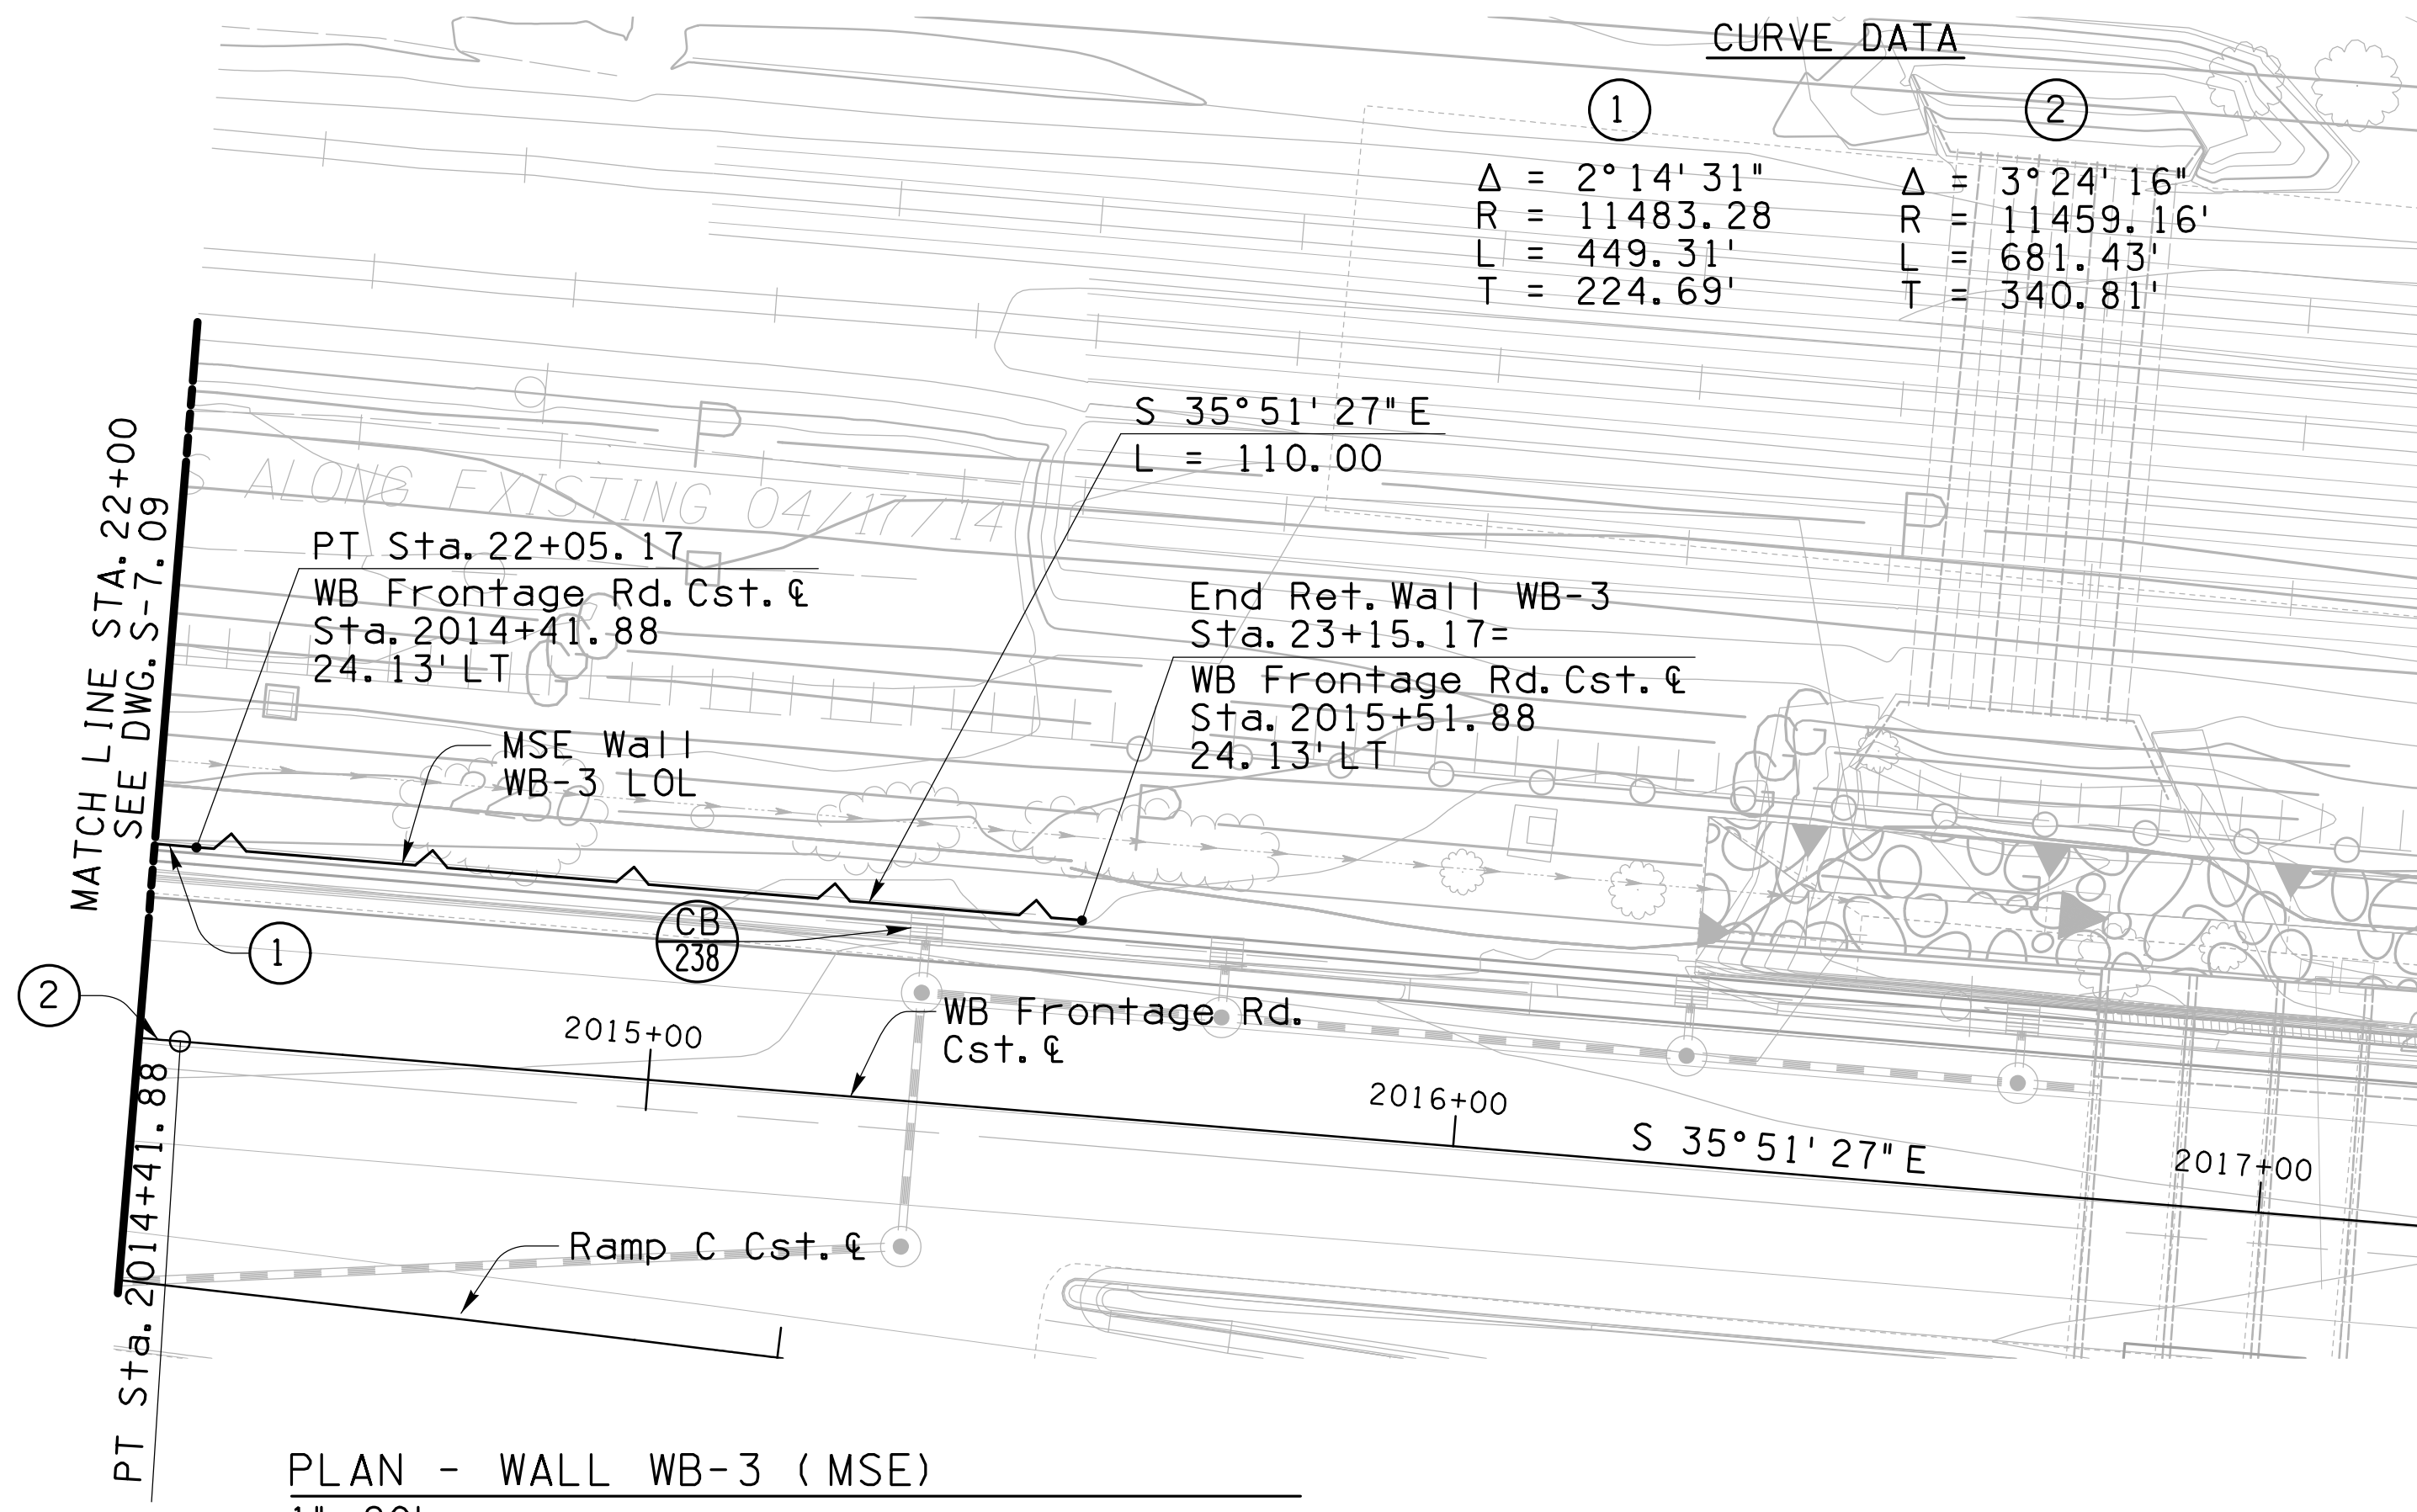 CURVE DATA
1
Δ = 2°14'31"
R = 11483.28
L = 449.31'
T = 224.69'
2
Δ = 3°24'16"
R = 11459.16'
L = 681.43'
T = 340.81'
S 35°51'27"E
L = 110.00
MATCH LINE STA. 22+00
SEE DWG. S-7.09
ALONG EXISTING 04/17/14
P
P
P
PT Sta. 22+05.17
WB Frontage Rd. Cst. ℄
Sta. 2014+41.88
24.13' LT
End Ret. Wall WB-3
Sta. 23+15.17=
WB Frontage Rd. Cst. ℄
Sta. 2015+51.88
24.13' LT
MSE Wall
WB-3 LOL
CB
238
1
2
2015+00
WB Frontage Rd.
Cst. ℄
2016+00
S 35°51'27"E
2017+00
PT Sta. 2014+41.88
Ramp C Cst. ℄
PLAN - WALL WB-3 (MSE)